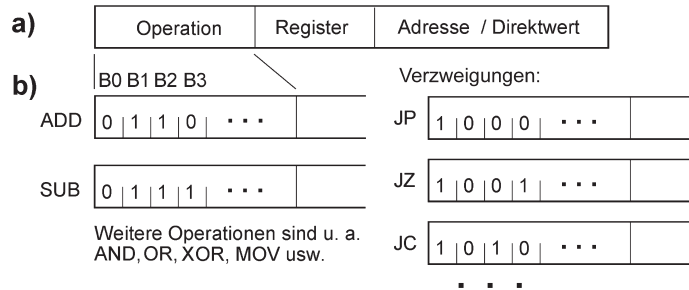 a) Operation Register Adresse / Direktwert
b) B0 B1 B2 B3 Verzweigungen:
ADD 0 1 1 0 ... JP 1 0 0 0 ...
SUB 0 1 1 1 ... JZ 1 0 0 1 ...
Weitere Operationen sind u. a.
AND, OR, XOR, MOV usw.
JC 1 0 1 0 ...
...